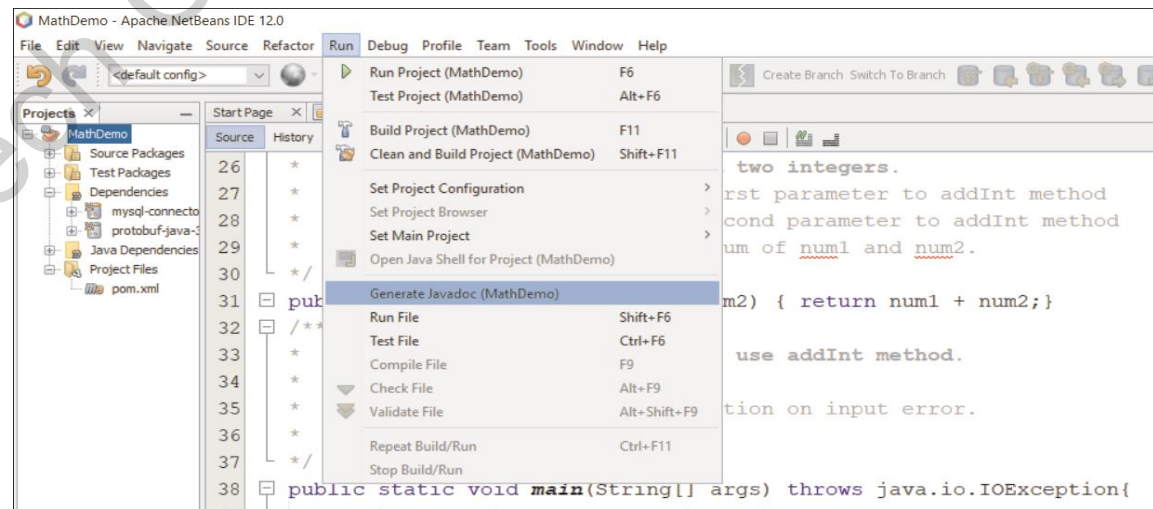 MathDemo - Apache NetBeans IDE 12.0
File Edit View Navigate Source Refactor Run Debug Profile Team Tools Window Help
<default config>
Create Branch Switch To Branch
Projects
MathDemo
Source Packages
Test Packages
Dependencies
mysql-connecto
protobuf-java-3
Java Dependencies
Project Files
pom.xml
Start Page
Source History
Run Project (MathDemo) F6
Test Project (MathDemo) Alt+F6
Build Project (MathDemo) F11
Clean and Build Project (MathDemo) Shift+F11
Set Project Configuration
Set Project Browser
Set Main Project
Open Java Shell for Project (MathDemo)
Generate Javadoc (MathDemo)
Run File Shift+F6
Test File Ctrl+F6
Compile File F9
Check File Alt+F9
Validate File Alt+Shift+F9
Repeat Build/Run Ctrl+F11
Stop Build/Run
26 * two integers.
27 * rst parameter to addInt method
28 * cond parameter to addInt method
29 * um of num1 and num2.
30 */
31 pub m2) { return num1 + num2;}
32 /**
33 * use addInt method.
34 *
35 * tion on input error.
36 *
37 */
38 public static void main(String[] args) throws java.io.IOException{